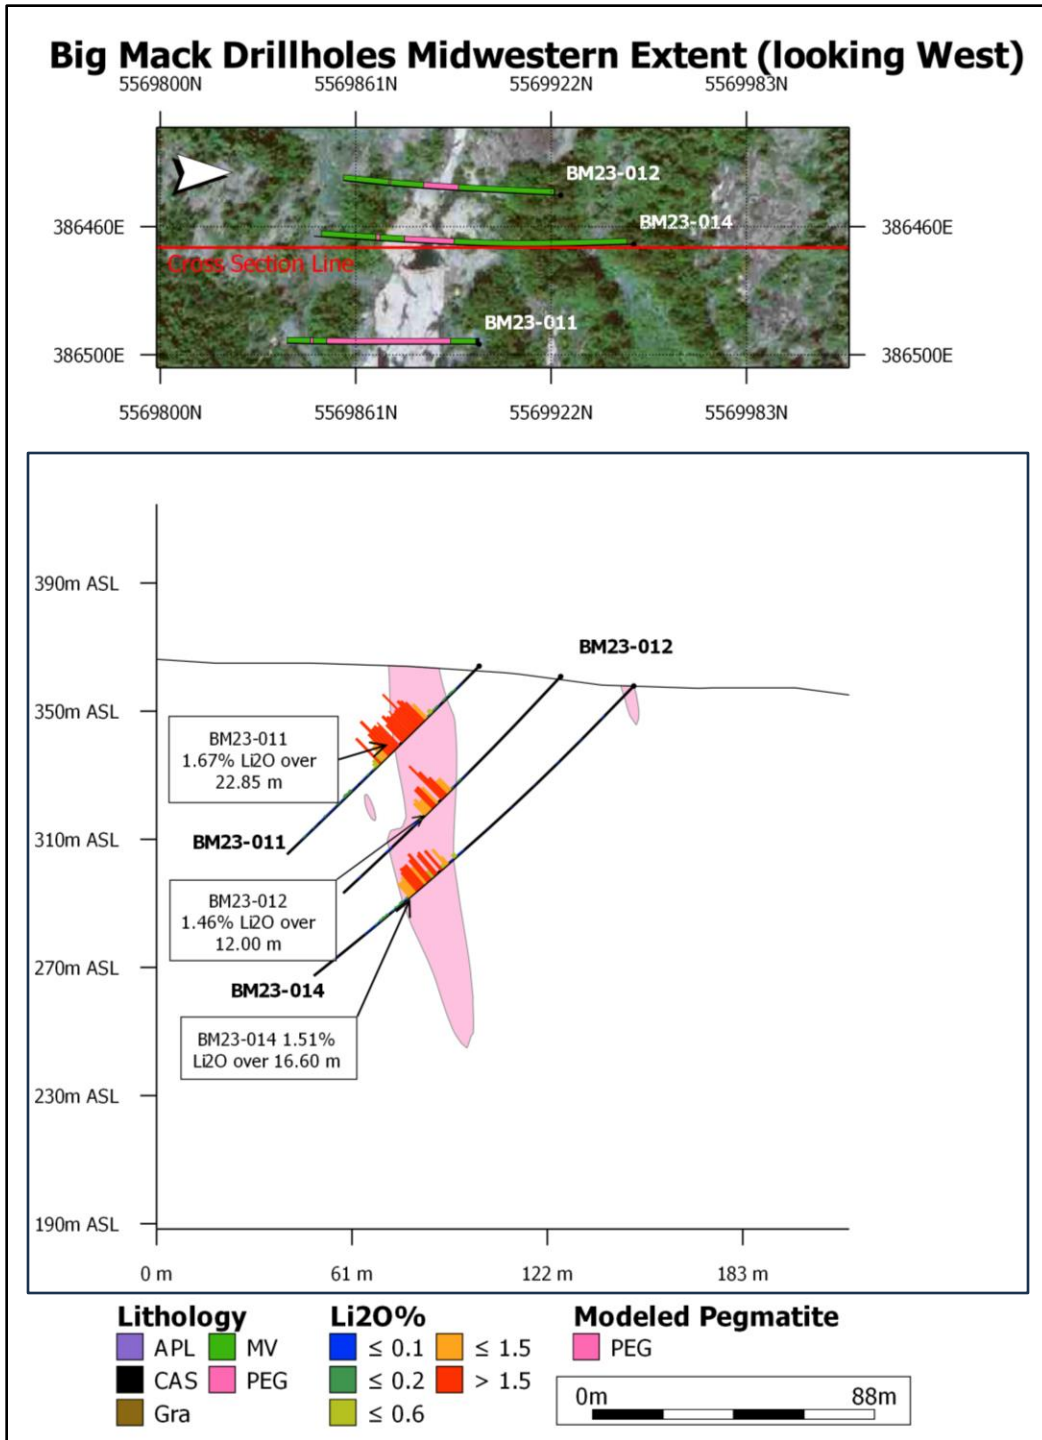 Big Mack Drillholes Midwestern Extent (looking West)
5569800N 5569861N 5569922N 5569983N
BM23-012
386460E BM23-014 386460E
Cross Section Line
BM23-011
386500E 386500E
5569800N 5569861N 5569922N 5569983N
390m ASL
BM23-012
350m ASL
BM23-011
1.67% Li2O over
22.85 m
310m ASL
BM23-011
BM23-012
1.46% Li2O over
12.00 m
270m ASL
BM23-014
BM23-014 1.51%
Li2O over 16.60 m
230m ASL
190m ASL
0 m 61 m 122 m 183 m
Lithology
APL MV
CAS PEG
Gra
Li2O%
≤ 0.1 ≤ 1.5
≤ 0.2 > 1.5
≤ 0.6
Modeled Pegmatite
PEG
0m 88m